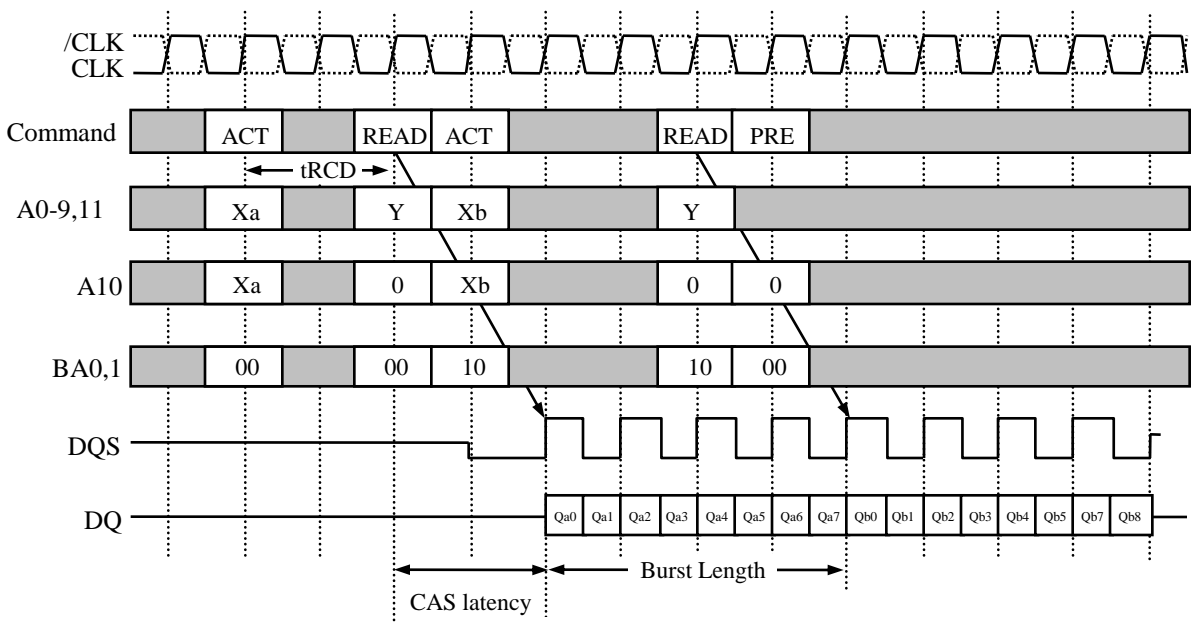 /CLK
CLK
Command ACT READ ACT READ PRE
tRCD
A0-9,11 Xa Y Xb Y
A10 Xa 0 Xb 0 0
BA0,1 00 00 10 10 00
DQS
DQ Qa0 Qa1 Qa2 Qa3 Qa4 Qa5 Qa6 Qa7 Qb0 Qb1 Qb2 Qb3 Qb4 Qb5 Qb7 Qb8
Burst Length
CAS latency